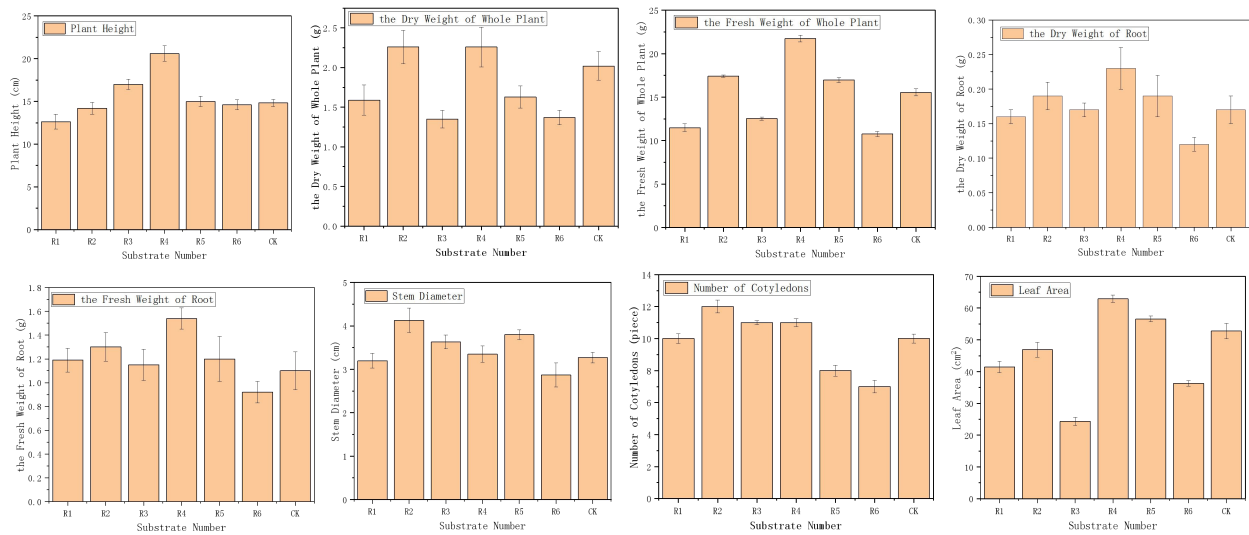 Plant Height
Plant Height (cm)
25
20
15
10
5
0
R1 R2 R3 R4 R5 R6 CK
Substrate Number
the Dry Weight of Whole Plant
the Dry Weight of Whole Plant (g)
2.5
2.0
1.5
1.0
0.5
0.0
R1 R2 R3 R4 R5 R6 CK
Substrate Number
the Fresh Weight of Whole Plant
the Fresh Weight of Whole Plant (g)
25
20
15
10
5
0
R1 R2 R3 R4 R5 R6 CK
Substrate Number
the Dry Weight of Root
the Dry Weight of Root (g)
0.30
0.25
0.20
0.15
0.10
0.05
0.00
R1 R2 R3 R4 R5 R6 CK
Substrate Number
the Fresh Weight of Root
the Fresh Weight of Root (g)
1.8
1.6
1.4
1.2
1.0
0.8
0.6
0.4
0.2
0.0
R1 R2 R3 R4 R5 R6 CK
Substrate Number
Stem Diameter
Stem Diameter (cm)
5
4
3
2
1
0
R1 R2 R3 R4 R5 R6 CK
Substrate Number
Number of Cotyledons
Number of Cotyledons (piece)
14
12
10
8
6
4
2
0
R1 R2 R3 R4 R5 R6 CK
Substrate Number
Leaf Area
Leaf Area (cm²)
70
60
50
40
30
20
10
0
R1 R2 R3 R4 R5 R6 CK
Substrate Number